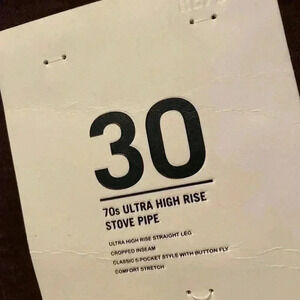 30
70s ULTRA HIGH RISE
STOVE PIPE
ULTRA HIGH RISE STRAIGHT LEG
CROPPED INSEAM
CLASSIC 5 POCKET STYLE WITH BUTTON FLY
COMFORT STRETCH